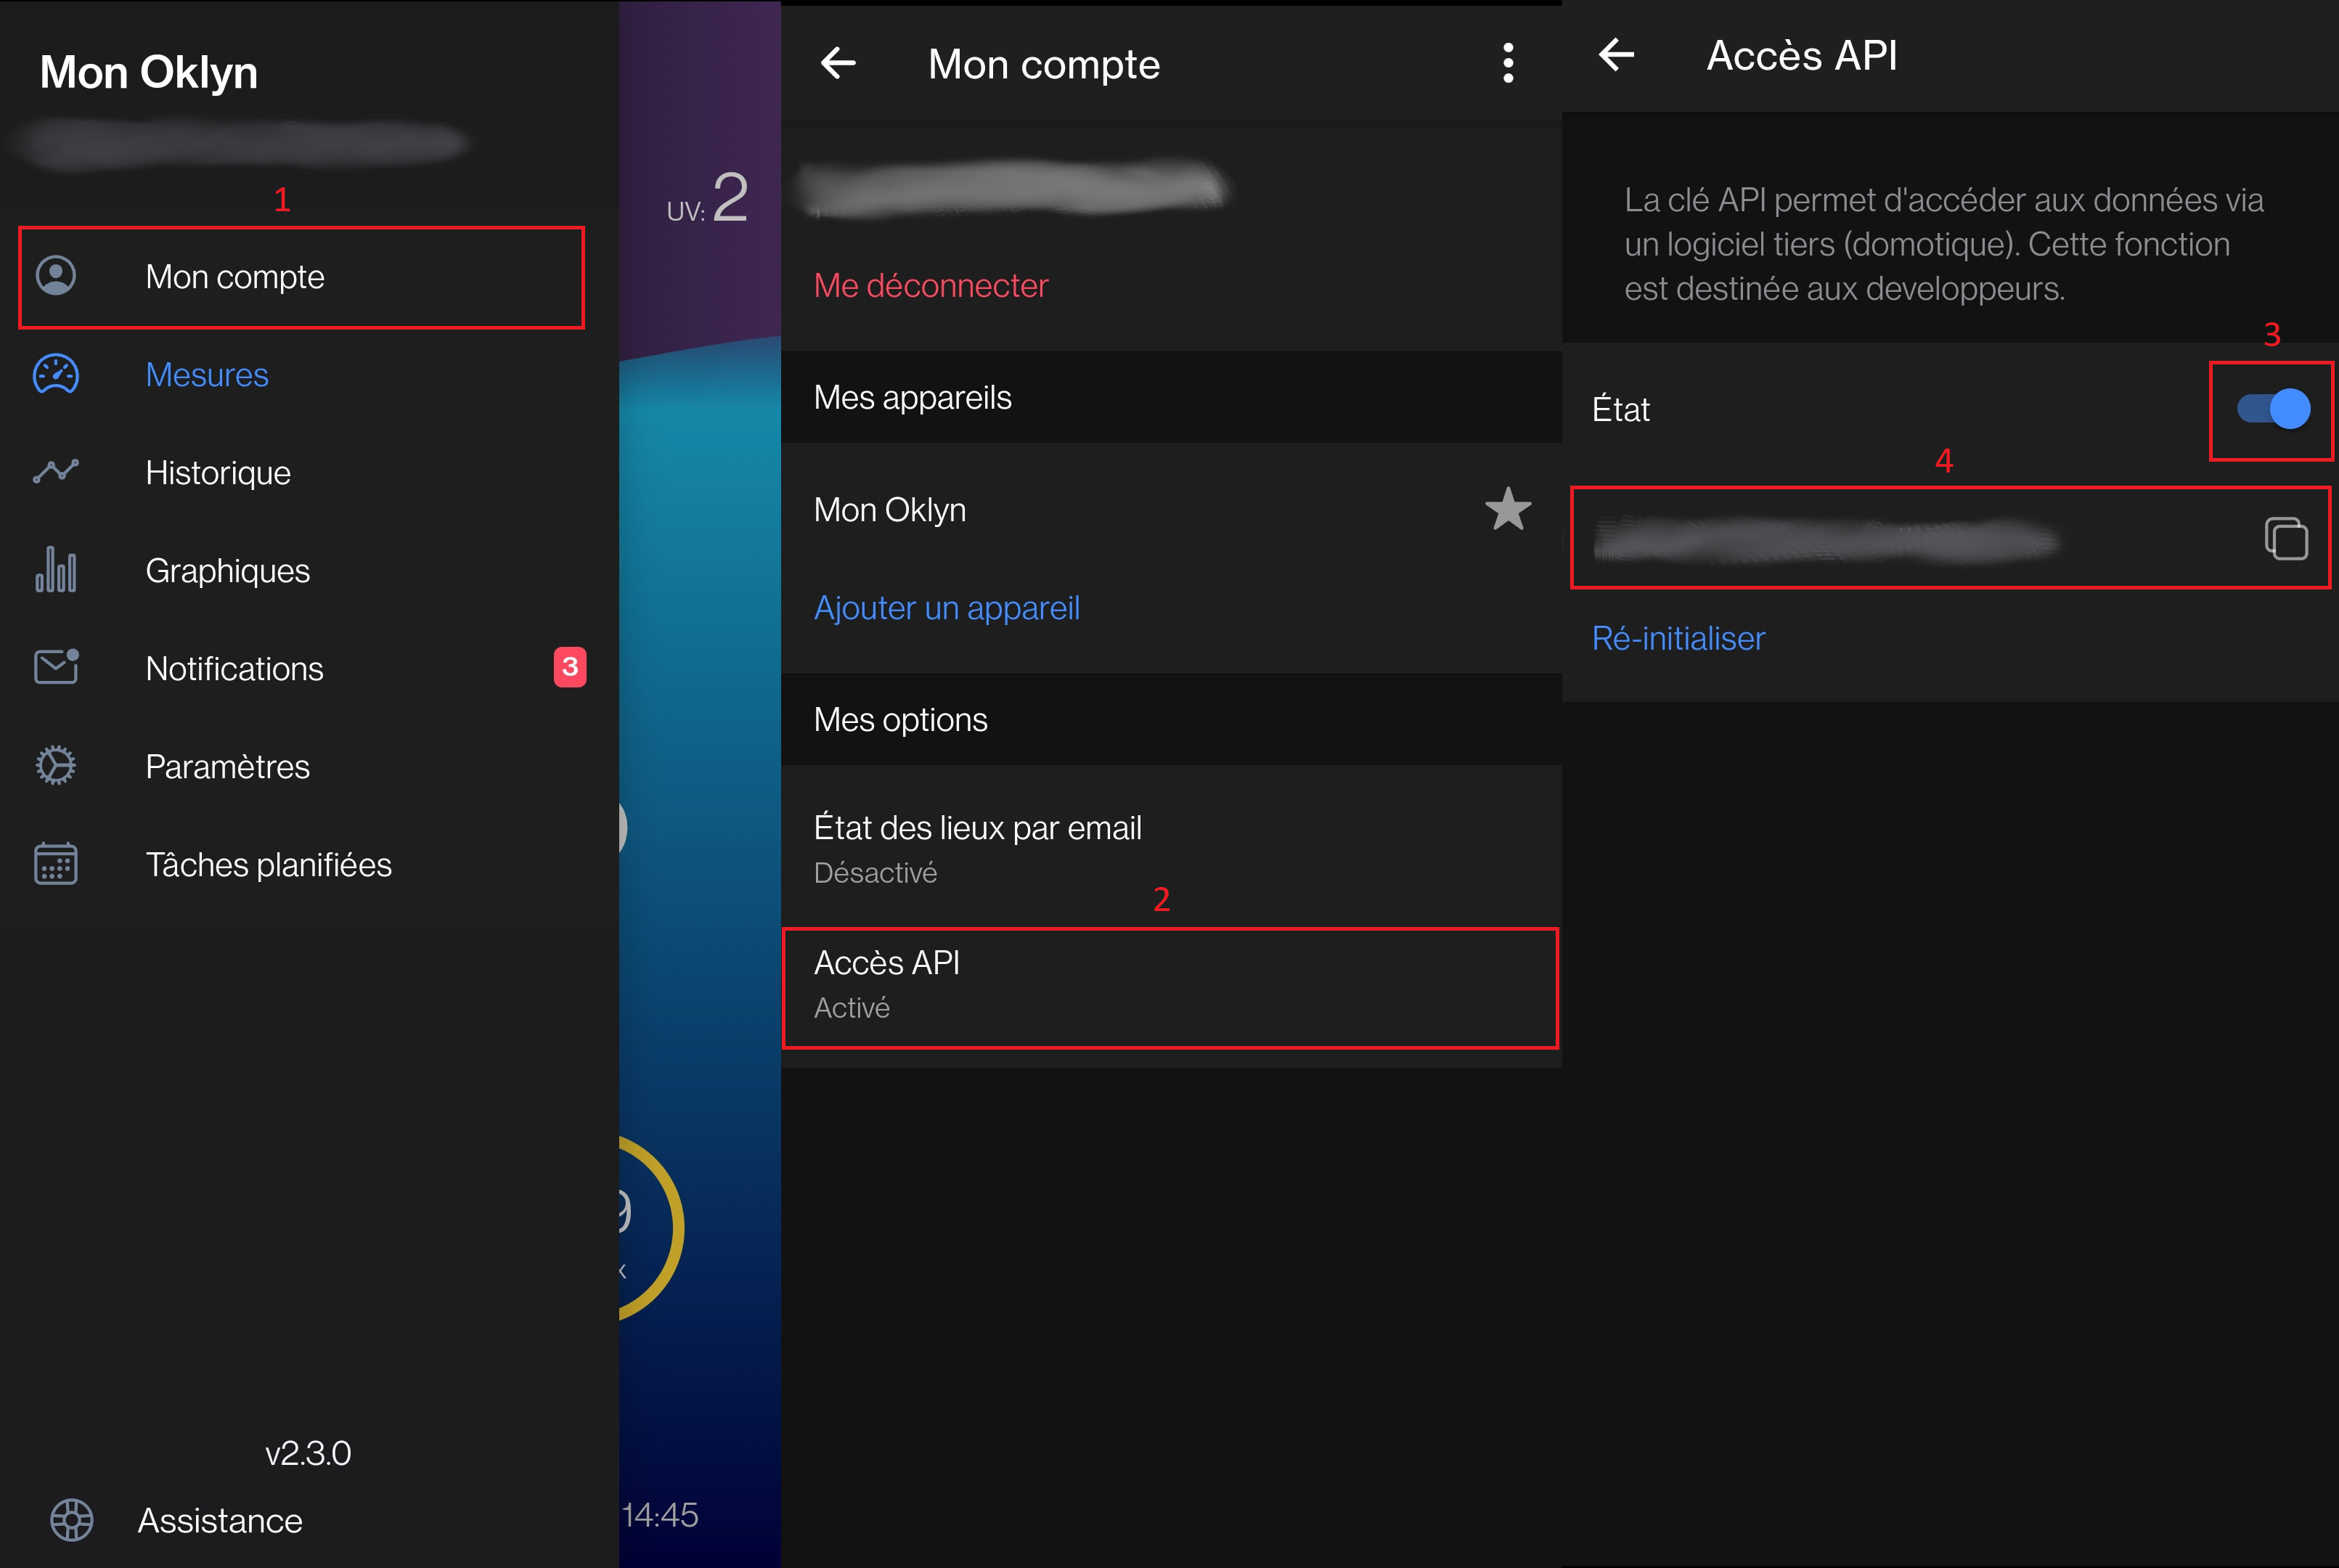 Mon Oklyn
1
Mon compte
Mesures
Historique
Graphiques
Notifications
3
Paramètres
Tâches planifiées
v2.3.0
Assistance
UV: 2
9
x
14:45
Mon compte
Me déconnecter
Mes appareils
Mon Oklyn
Ajouter un appareil
Mes options
État des lieux par email
Désactivé
2
Accès API
Activé
Accès API
La clé API permet d'accéder aux données via
un logiciel tiers (domotique). Cette fonction
est destinée aux developpeurs.
3
État
4
Ré-initialiser